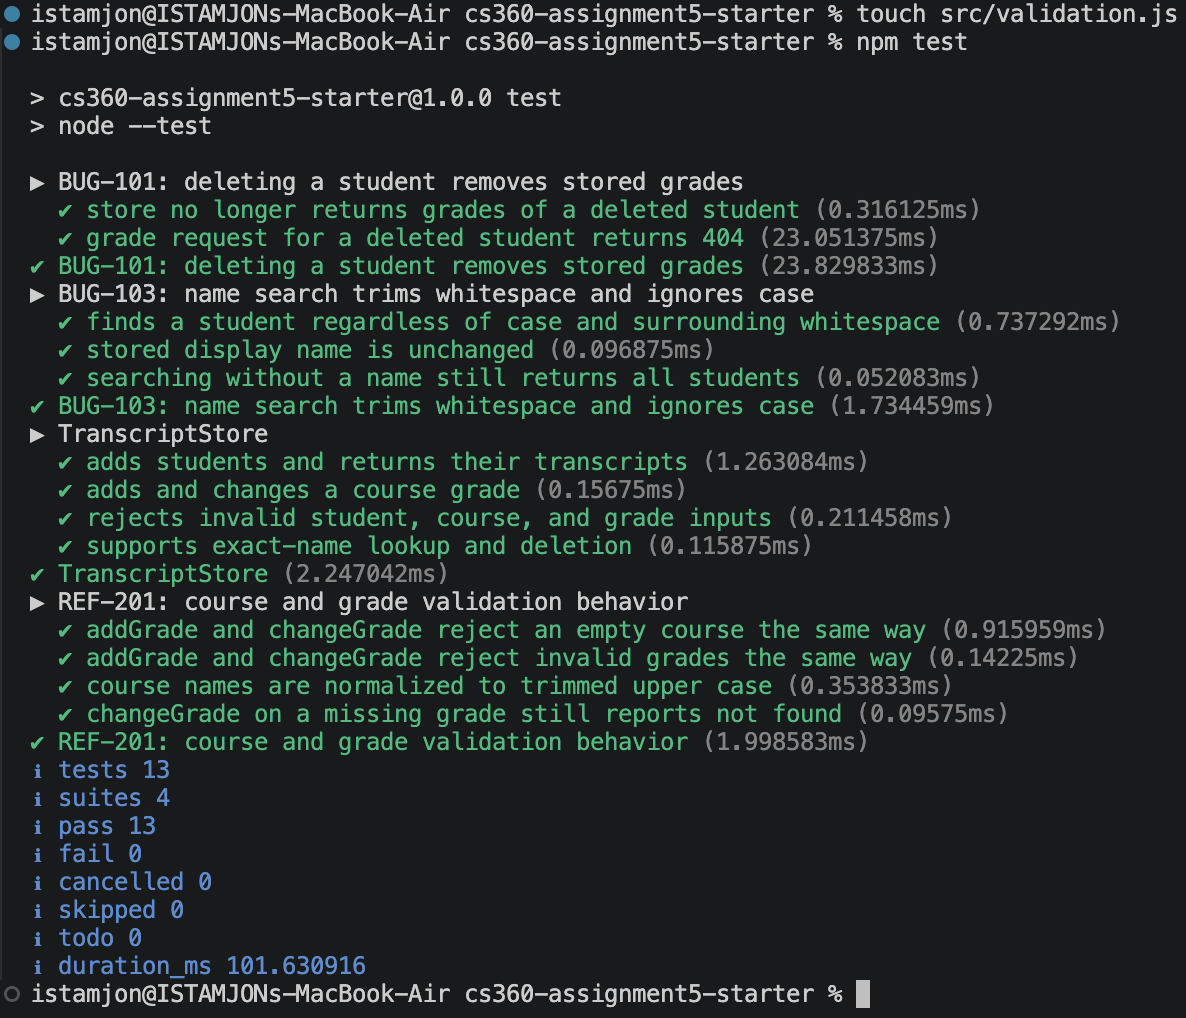 istamjon@ISTAMJONs-MacBook-Air cs360-assignment5-starter % touch src/validation.js
istamjon@ISTAMJONs-MacBook-Air cs360-assignment5-starter % npm test
> cs360-assignment5-starter@1.0.0 test
> node --test
▶ BUG-101: deleting a student removes stored grades
✔ store no longer returns grades of a deleted student (0.316125ms)
✔ grade request for a deleted student returns 404 (23.051375ms)
✔ BUG-101: deleting a student removes stored grades (23.829833ms)
▶ BUG-103: name search trims whitespace and ignores case
✔ finds a student regardless of case and surrounding whitespace (0.737292ms)
✔ stored display name is unchanged (0.096875ms)
✔ searching without a name still returns all students (0.052083ms)
✔ BUG-103: name search trims whitespace and ignores case (1.734459ms)
▶ TranscriptStore
✔ adds students and returns their transcripts (1.263084ms)
✔ adds and changes a course grade (0.15675ms)
✔ rejects invalid student, course, and grade inputs (0.211458ms)
✔ supports exact-name lookup and deletion (0.115875ms)
✔ TranscriptStore (2.247042ms)
▶ REF-201: course and grade validation behavior
✔ addGrade and changeGrade reject an empty course the same way (0.915959ms)
✔ addGrade and changeGrade reject invalid grades the same way (0.14225ms)
✔ course names are normalized to trimmed upper case (0.353833ms)
✔ changeGrade on a missing grade still reports not found (0.09575ms)
✔ REF-201: course and grade validation behavior (1.998583ms)
ℹ tests 13
ℹ suites 4
ℹ pass 13
ℹ fail 0
ℹ cancelled 0
ℹ skipped 0
ℹ todo 0
ℹ duration_ms 101.630916
istamjon@ISTAMJONs-MacBook-Air cs360-assignment5-starter %